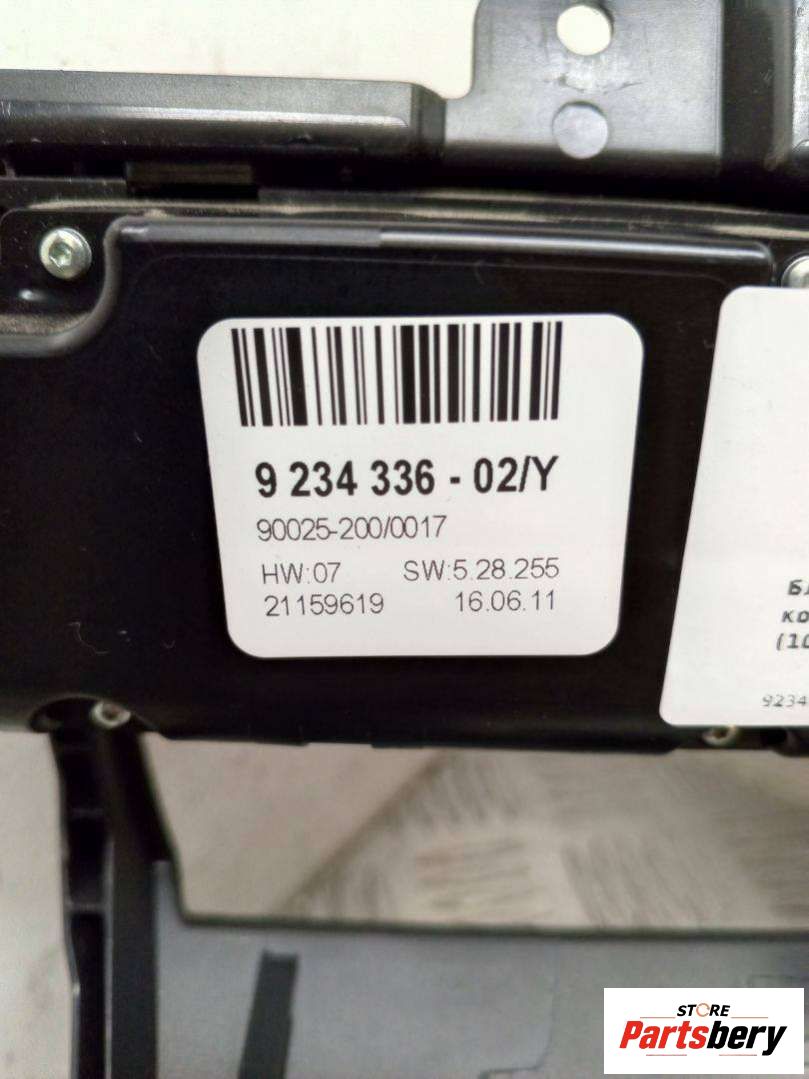 9 234 336 - 02/Y
90025-200/0017
HW:07 SW:5.28.255
21159619 16.06.11
9234
STORE
Partsbery